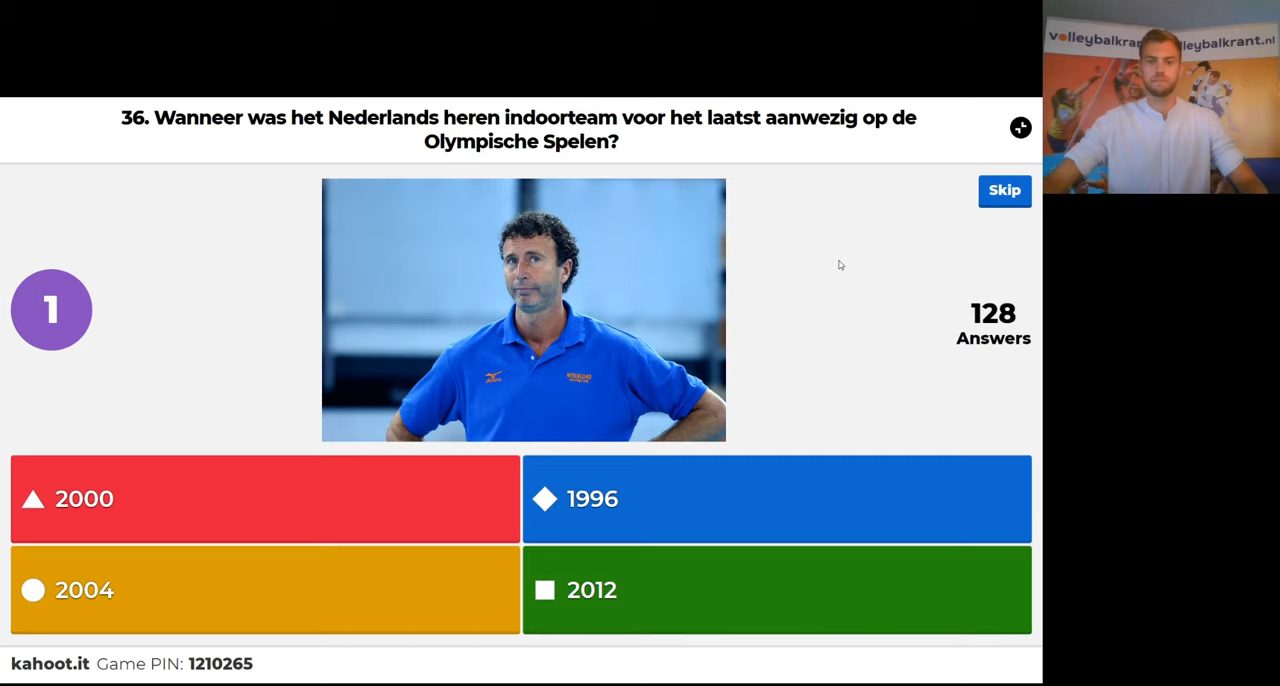 volleybalkrant.nl
36. Wanneer was het Nederlands heren indoorteam voor het laatst aanwezig op de
Olympische Spelen?
Skip
1
128
Answers
NEDERLAND
2000
1996
2004
2012
kahoot.it Game PIN: 1210265